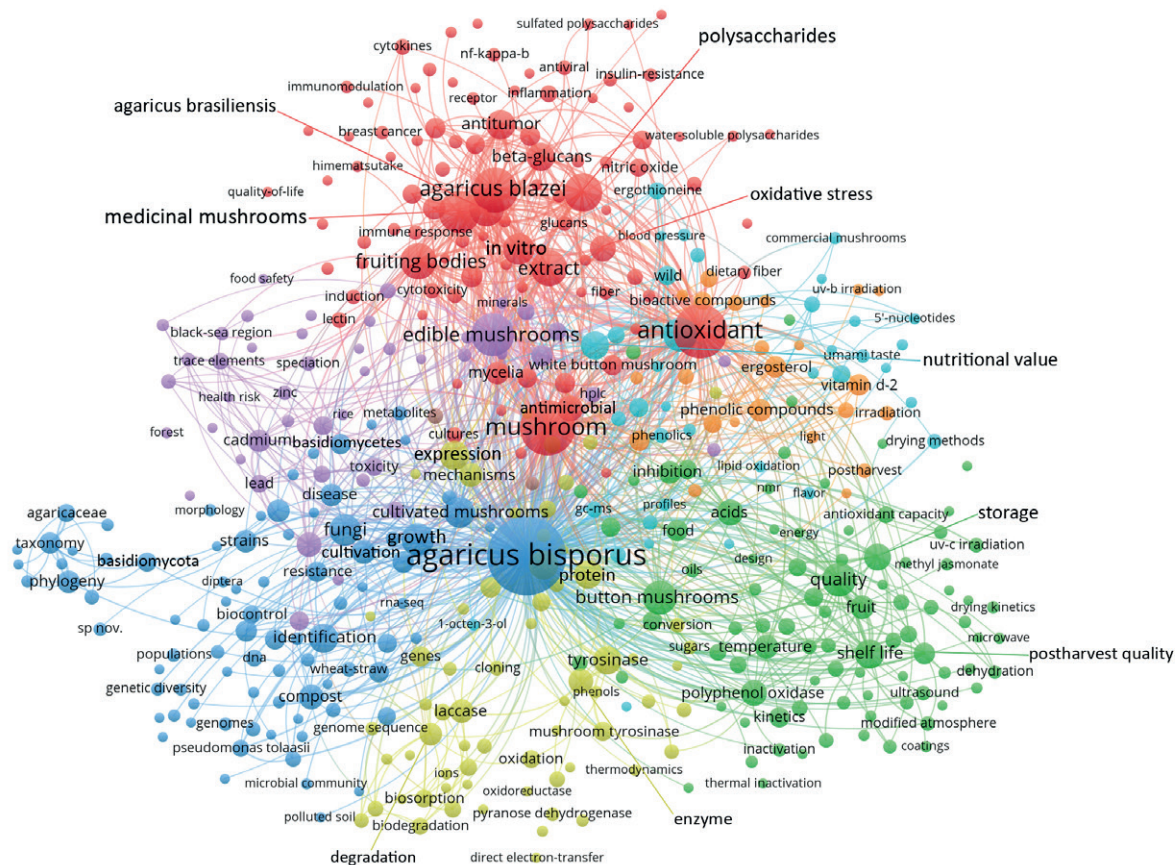 sulfated polysaccharides
polysaccharides
cytokines
nf-kappa-b
antiviral
insulin-resistance
immunomodulation
inflammation
receptor
agaricus brasiliensis
antitumor
breast cancer
water-soluble polysaccharides
beta-glucans
himematsutake
nitric oxide
agaricus blazei
ergothioneine
quality-of-life
oxidative stress
medicinal mushrooms
glucans
immune response
blood pressure
commercial mushrooms
in vitro
fruiting bodies
extract
wild
dietary fiber
food safety
cytotoxicity
minerals
fiber
uv-b irradiation
induction
bioactive compounds
lectin
5'-nucleotides
black-sea region
edible mushrooms
antioxidant
trace elements
speciation
umami taste
nutritional value
white button mushroom
ergosterol
mycelia
vitamin d-2
health risk
zinc
hplc
rice
metabolites
antimicrobial
phenolic compounds
irradiation
forest
mushroom
cadmium
basidiomycetes
cultures
phenolics
light
drying methods
expression
toxicity
mechanisms
inhibition
lipid oxidation
postharvest
lead
disease
nmr
flavor
morphology
gc-ms
profiles
agaricaceae
cultivated mushrooms
acids
antioxidant capacity
storage
fungi
growth
food
energy
taxonomy
strains
uv-c irradiation
cultivation
agaricus bisporus
basidiomota
design
methyl jasmonate
phylogeny
diptera
resistance
protein
oils
quality
rna-seq
button mushrooms
biocontrol
fruit
drying kinetics
sp nov.
1-octen-3-ol
conversion
identification
microwave
populations
dna
genes
sugars
temperature
shelf life
postharvest quality
wheat-straw
cloning
tyrosinase
dehydration
genetic diversity
compost
phenols
polyphenol oxidase
ultrasound
laccase
genomes
kinetics
modified atmosphere
genome sequence
mushroom tyrosinase
pseudomonas tolaasii
inactivation
coatings
oxidation
ions
thermodynamics
microbial community
thermal inactivation
oxidoreductase
biosorption
polluted soil
pyranose dehydrogenase
biodegradation
enzyme
degradation
direct electron-transfer